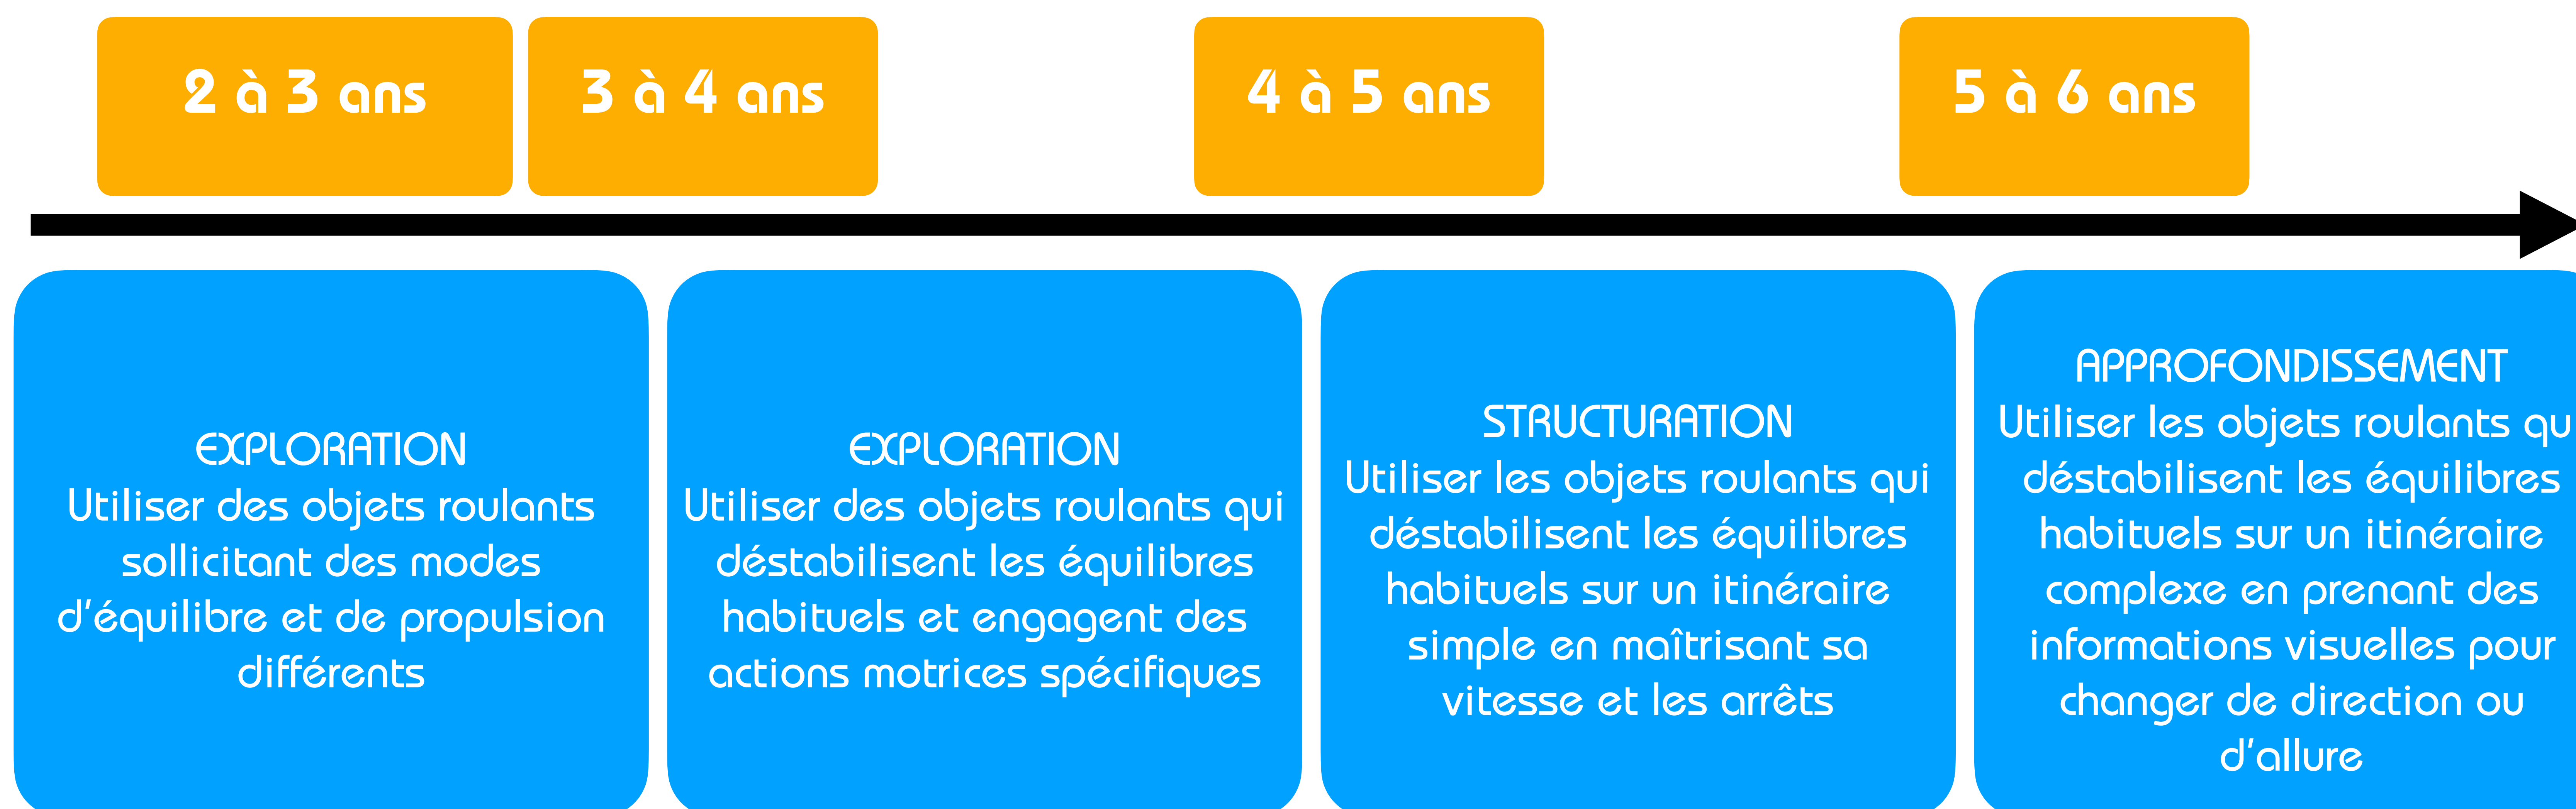 2 à 3 ans
3 à 4 ans
4 à 5 ans
5 à 6 ans
EXPLORATION
Utiliser des objets roulants
sollicitant des modes
d'équilibre et de propulsion
différents
EXPLORATION
Utiliser des objets roulants qui
déstabilisent les équilibres
habituels et engagent des
actions motrices spécifiques
STRUCTURATION
Utiliser les objets roulants qui
déstabilisent les équilibres
habituels sur un itinéraire
simple en maîtrisant sa
vitesse et les arrêts
APPROFONDISSEMENT
Utiliser les objets roulants qu
déstabilisent les équilibres
habituels sur un itinéraire
complexe en prenant des
informations visuelles pour
changer de direction ou
d'allure